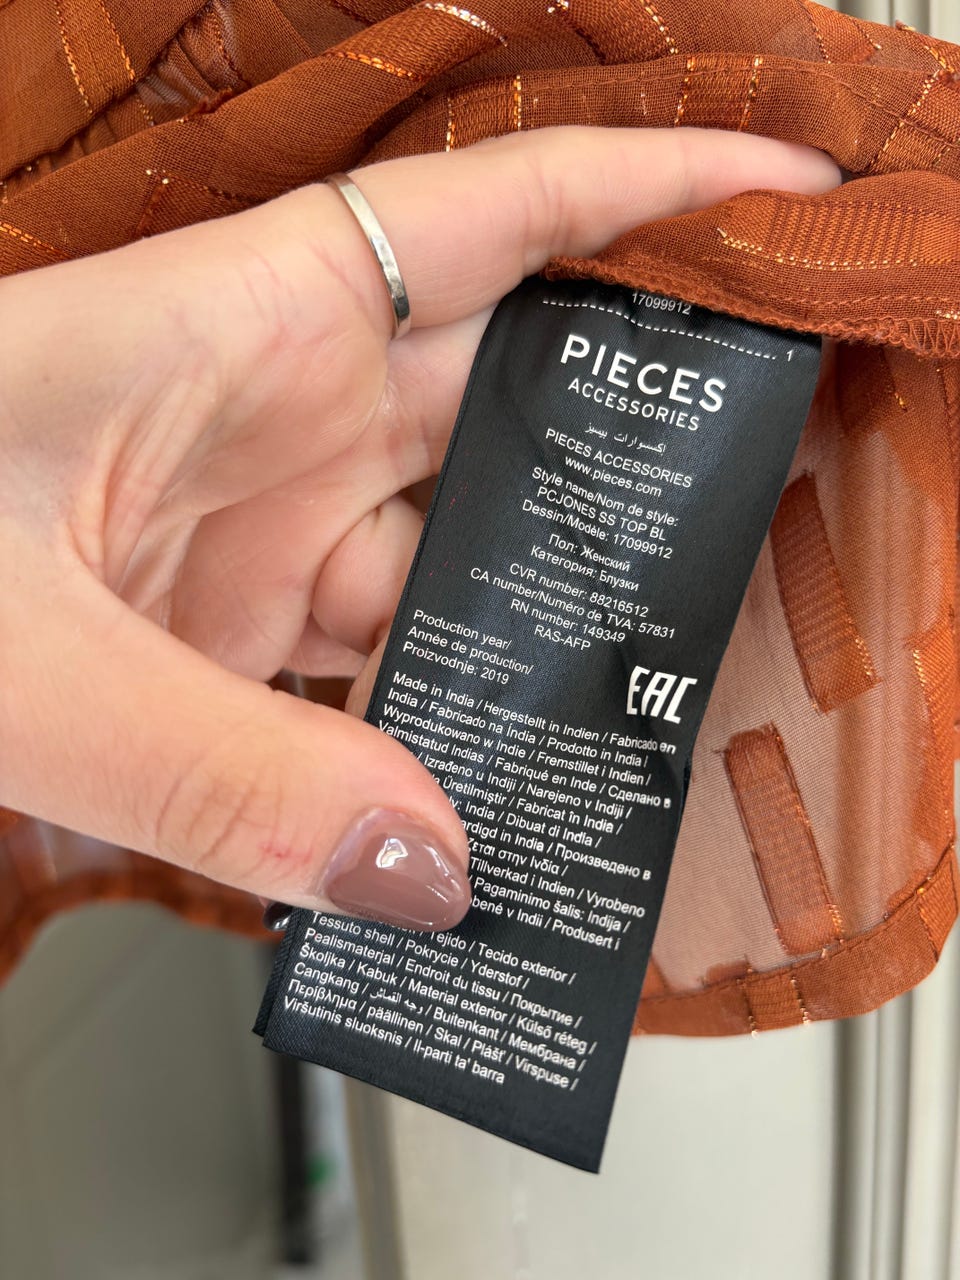 17099912
1
PIECES
ACCESSORIES
اكسسوارات بيسيز
PIECES ACCESSORIES
www.pieces.com
Style name/Nom de style:
PCJONES SS TOP BL
Dessin/Modèle: 17099912
Пол: Женский
Категория: Блузки
CVR number: 88216512
CA number/Numéro de TVA: 57831
RN number: 149349
RAS-AFP
Production year/
Année de production/
Proizvodnje: 2019
EAC
Made in India / Hergestellt in Indien / Fabricado en
India / Fabricado na Índia / Prodotto in India /
Wyprodukowano w Indie / Fremstillet i Indien /
Valmistatud Indias / Fabriqué en Inde / Сделано в
/ Izrađeno u Indiji / Narejeno v Indiji /
Üretilmiştir / Fabricat în India /
India / Dibuat di India /
in India / Произведено в
στην Ινδία /
Tillverkad i Indien / Vyrobeno
Pagaminimo šalis: Indija /
v Indii / Produsert i
Tejido / Tecido exterior /
Tessuto shell / Pokrycie / Yderstof /
Pealismaterjal / Endroit du tissu / Покрытие /
Školjka / Kabuk / Material exterior / Külső réteg /
Cangkang / وجه القماش / Buitenkant / Мембрана /
Περίβλημα / päällinen / Skal / Plášť / Virspuse /
Viršutinis sluoksnis / Il-parti ta' barra